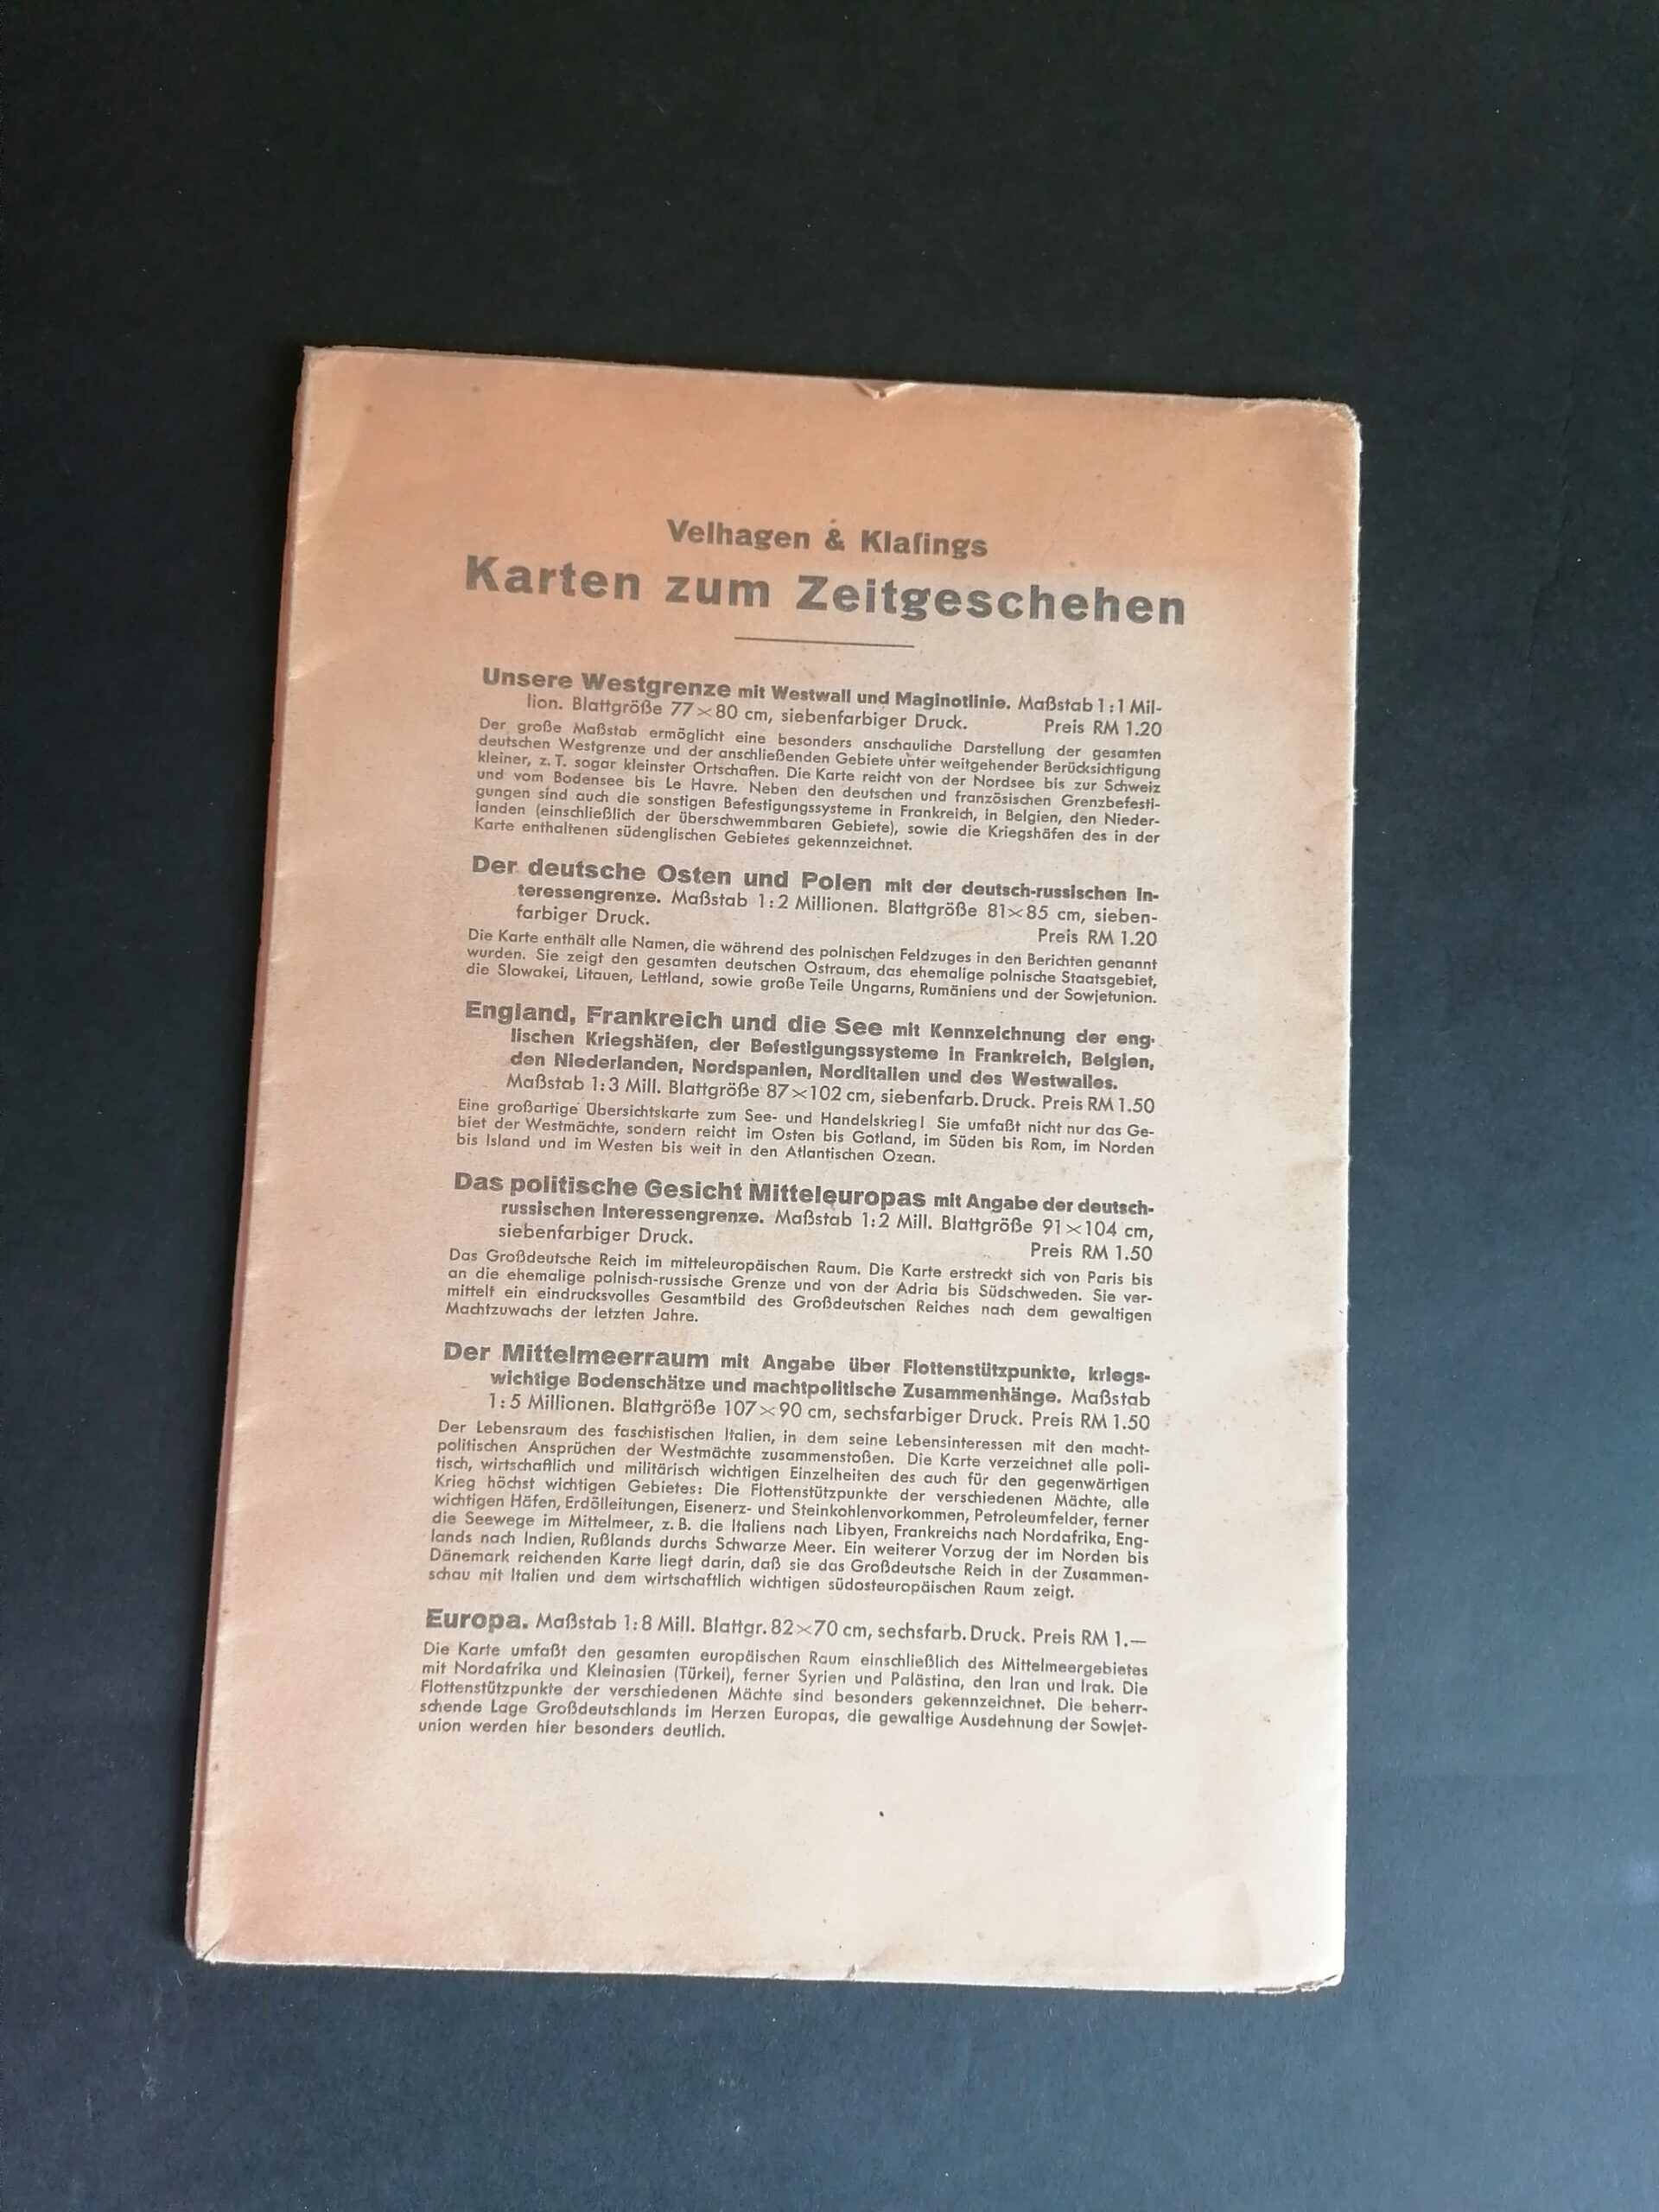 Velhagen & Klaſings
Karten zum Zeitgeschehen
Unsere Westgrenze mit Westwall und Maginotlinie. Maßstab 1:1 Mil-
lion. Blattgröße 77×80 cm, siebenfarbiger Druck. Preis RM 1.20
Der große Maßstab ermöglicht eine besonders anschauliche Darstellung der gesamten
deutschen Westgrenze und der anschließenden Gebiete unter weitgehender Berücksichtigung
kleiner, z. T. sogar kleinster Ortschaften. Die Karte reicht von der Nordsee bis zur Schweiz
und vom Bodensee bis Le Havre. Neben den deutschen und französischen Grenzbefesti-
gungen sind auch die sonstigen Befestigungssysteme in Frankreich, in Belgien, den Nieder-
landen (einschließlich der überschwemmbaren Gebiete), sowie die Kriegshäfen des in der
Karte enthaltenen südenglischen Gebietes gekennzeichnet.
Der deutsche Osten und Polen mit der deutsch-russischen In-
teressengrenze. Maßstab 1:2 Millionen. Blattgröße 81×85 cm, sieben-
farbiger Druck. Preis RM 1.20
Die Karte enthält alle Namen, die während des polnischen Feldzuges in den Berichten genannt
wurden. Sie zeigt den gesamten deutschen Ostraum, das ehemalige polnische Staatsgebiet,
die Slowakei, Litauen, Lettland, sowie große Teile Ungarns, Rumäniens und der Sowjetunion.
England, Frankreich und die See mit Kennzeichnung der eng-
lischen Kriegshäfen, der Befestigungssysteme in Frankreich, Belgien,
den Niederlanden, Nordspanien, Norditalien und des Westwalles.
Maßstab 1:3 Mill. Blattgröße 87×102 cm, siebenfarb. Druck. Preis RM 1.50
Eine großartige Übersichtskarte zum See- und Handelskrieg! Sie umfaßt nicht nur das Ge-
biet der Westmächte, sondern reicht im Osten bis Gotland, im Süden bis Rom, im Norden
bis Island und im Westen bis weit in den Atlantischen Ozean.
Das politische Gesicht Mitteleuropas mit Angabe der deutsch-
russischen Interessengrenze. Maßstab 1:2 Mill. Blattgröße 91×104 cm,
siebenfarbiger Druck. Preis RM 1.50
Das Großdeutsche Reich im mitteleuropäischen Raum. Die Karte erstreckt sich von Paris bis
an die ehemalige polnisch-russische Grenze und von der Adria bis Südschweden. Sie ver-
mittelt ein eindrucksvolles Gesamtbild des Großdeutschen Reiches nach dem gewaltigen
Machtzuwachs der letzten Jahre.
Der Mittelmeerraum mit Angabe über Flottenstützpunkte, kriegs-
wichtige Bodenschätze und machtpolitische Zusammenhänge. Maßstab
1:5 Millionen. Blattgröße 107×90 cm, sechsfarbiger Druck. Preis RM 1.50
Der Lebensraum des faschistischen Italien, in dem seine Lebensinteressen mit den macht-
politischen Ansprüchen der Westmächte zusammenstoßen. Die Karte verzeichnet alle poli-
tisch, wirtschaftlich und militärisch wichtigen Einzelheiten des auch für den gegenwärtigen
Krieg höchst wichtigen Gebietes: Die Flottenstützpunkte der verschiedenen Mächte, alle
wichtigen Häfen, Erdölleitungen, Eisenerz- und Steinkohlenvorkommen, Petroleumfelder, ferner
die Seewege im Mittelmeer, z. B. die Italiens nach Libyen, Frankreichs nach Nordafrika, Eng-
lands nach Indien, Rußlands durchs Schwarze Meer. Ein weiterer Vorzug der im Norden bis
Dänemark reichenden Karte liegt darin, daß sie das Großdeutsche Reich in der Zusammen-
schau mit Italien und dem wirtschaftlich wichtigen südosteuropäischen Raum zeigt.
Europa. Maßstab 1:8 Mill. Blattgr. 82×70 cm, sechsfarb. Druck. Preis RM 1.—
Die Karte umfaßt den gesamten europäischen Raum einschließlich des Mittelmeergebietes
mit Nordafrika und Kleinasien (Türkei), ferner Syrien und Palästina, den Iran und Irak. Die
Flottenstützpunkte der verschiedenen Mächte sind besonders gekennzeichnet. Die beherr-
schende Lage Großdeutschlands im Herzen Europas, die gewaltige Ausdehnung der Sowjet-
union werden hier besonders deutlich.